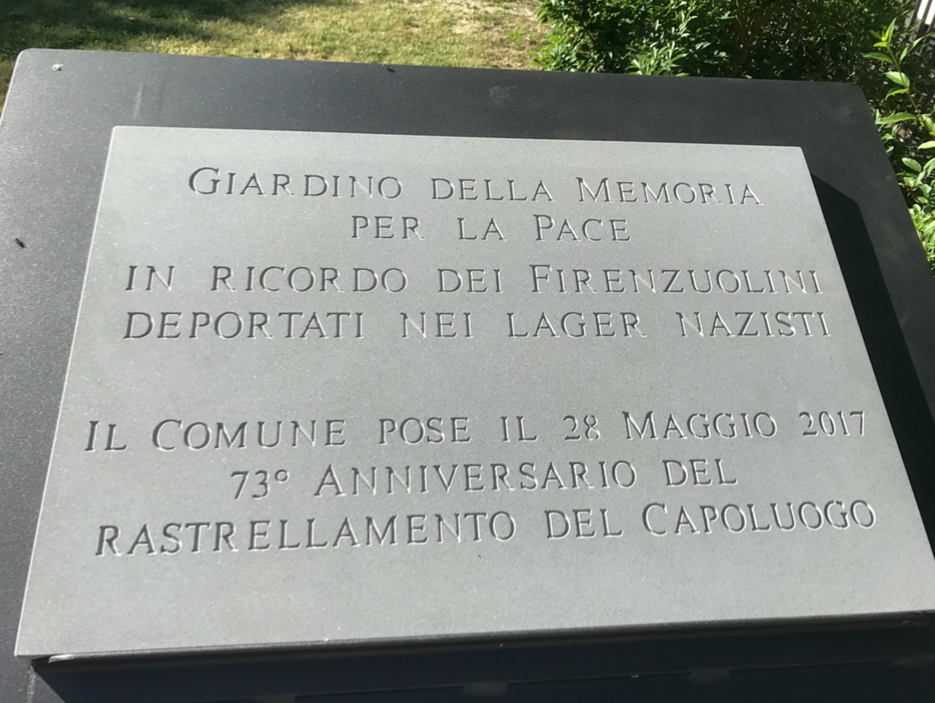 Giardino della Memoria
per la Pace
in ricordo dei Firenzuolini
deportati nei lager nazisti
Il Comune pose il 28 Maggio 2017
73° Anniversario del
rastrellamento del Capoluogo